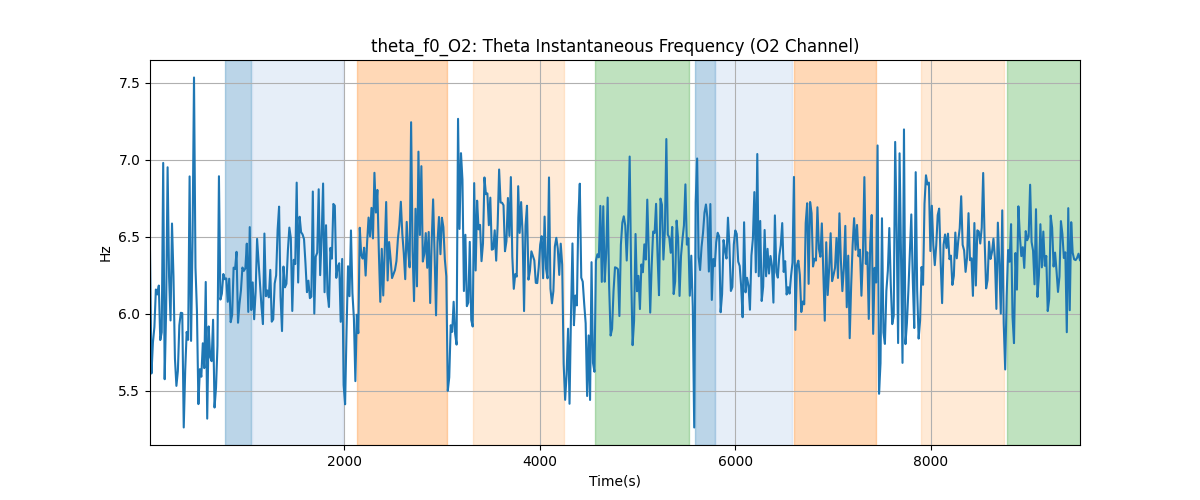 theta_f0_O2: Theta Instantaneous Frequency (O2 Channel)
7.5
7.0
6.5
6.0
5.5
Hz
2000 4000 6000 8000
Time(s)